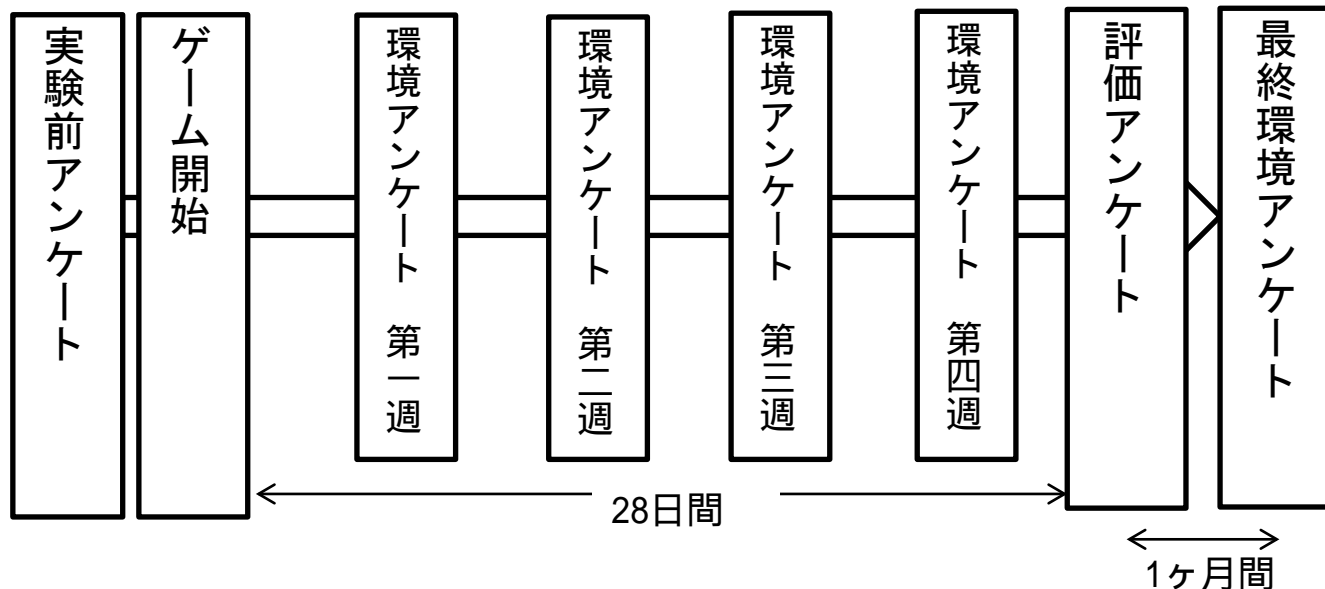 実験前アンケート
ゲーム開始
環境アンケート 第一週
環境アンケート 第二週
環境アンケート 第三週
環境アンケート 第四週
評価アンケート
最終環境アンケート
28日間
1ヶ月間